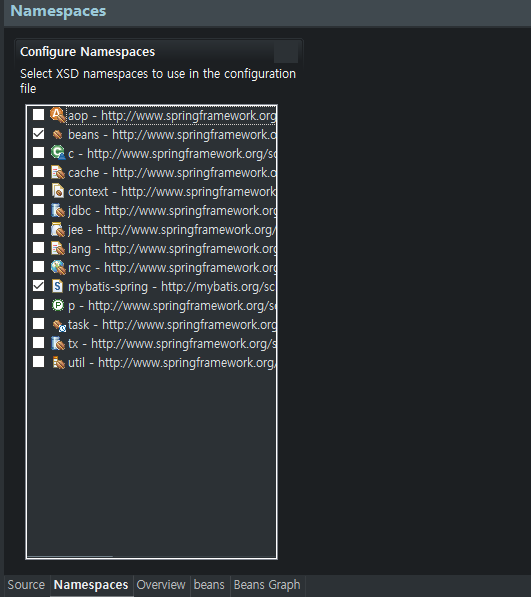 Namespaces
Configure Namespaces
Select XSD namespaces to use in the configuration
file
aop - http://www.springframework.org
beans - http://www.springframework.o
c - http://www.springframework.org/sc
cache - http://www.springframework.o
context - http://www.springframework.
jdbc - http://www.springframework.org
jee - http://www.springframework.org/
lang - http://www.springframework.org
mvc - http://www.springframework.org
mybatis-spring - http://mybatis.org/sc
p - http://www.springframework.org/s
task - http://www.springframework.org
tx - http://www.springframework.org/s
util - http://www.springframework.org/
Source Namespaces Overview beans Beans Graph